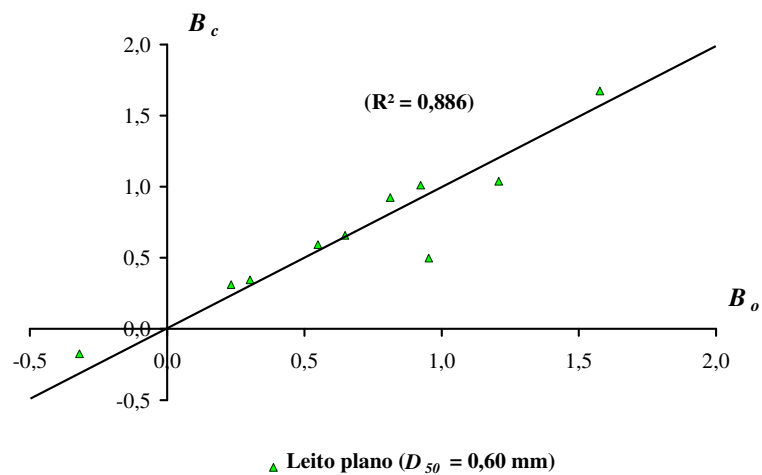 B c
2,0
(R² = 0,886)
1,5
1,0
0,5
B o
0,0
-0,5 0,0 0,5 1,0 1,5 2,0
-0,5
Leito plano (D 50 = 0,60 mm)